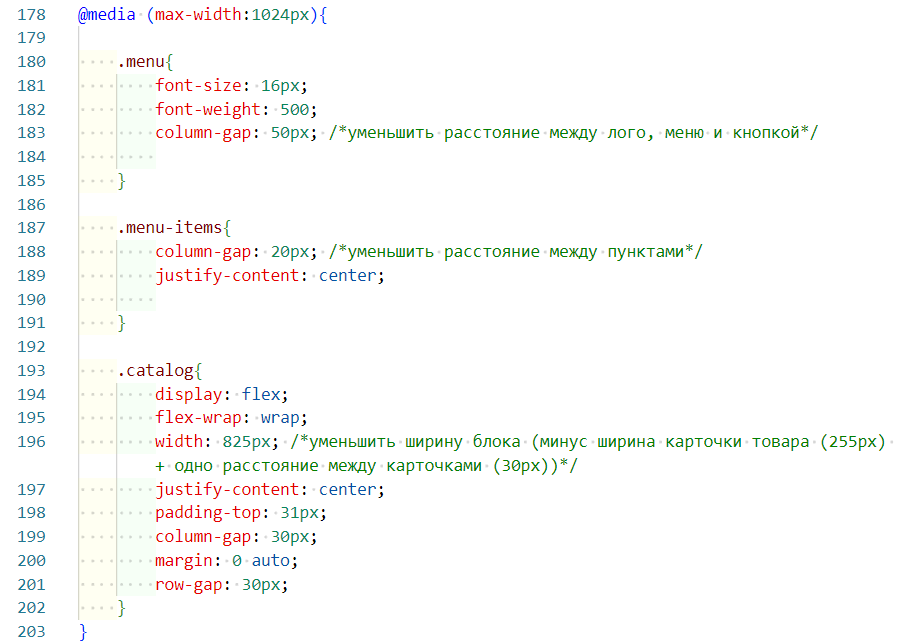 178 @media (max-width:1024px){
179
180 .menu{
181 font-size: 16px;
182 font-weight: 500;
183 column-gap: 50px; /*уменьшить расстояние между лого, меню и кнопкой*/
184
185 }
186
187 .menu-items{
188 column-gap: 20px; /*уменьшить расстояние между пунктами*/
189 justify-content: center;
190
191 }
192
193 .catalog{
194 display: flex;
195 flex-wrap: wrap;
196 width: 825px; /*уменьшить ширину блока (минус ширина карточки товара (255px)
+ одно расстояние между карточками (30px))*/
197 justify-content: center;
198 padding-top: 31px;
199 column-gap: 30px;
200 margin: 0 auto;
201 row-gap: 30px;
202 }
203 }